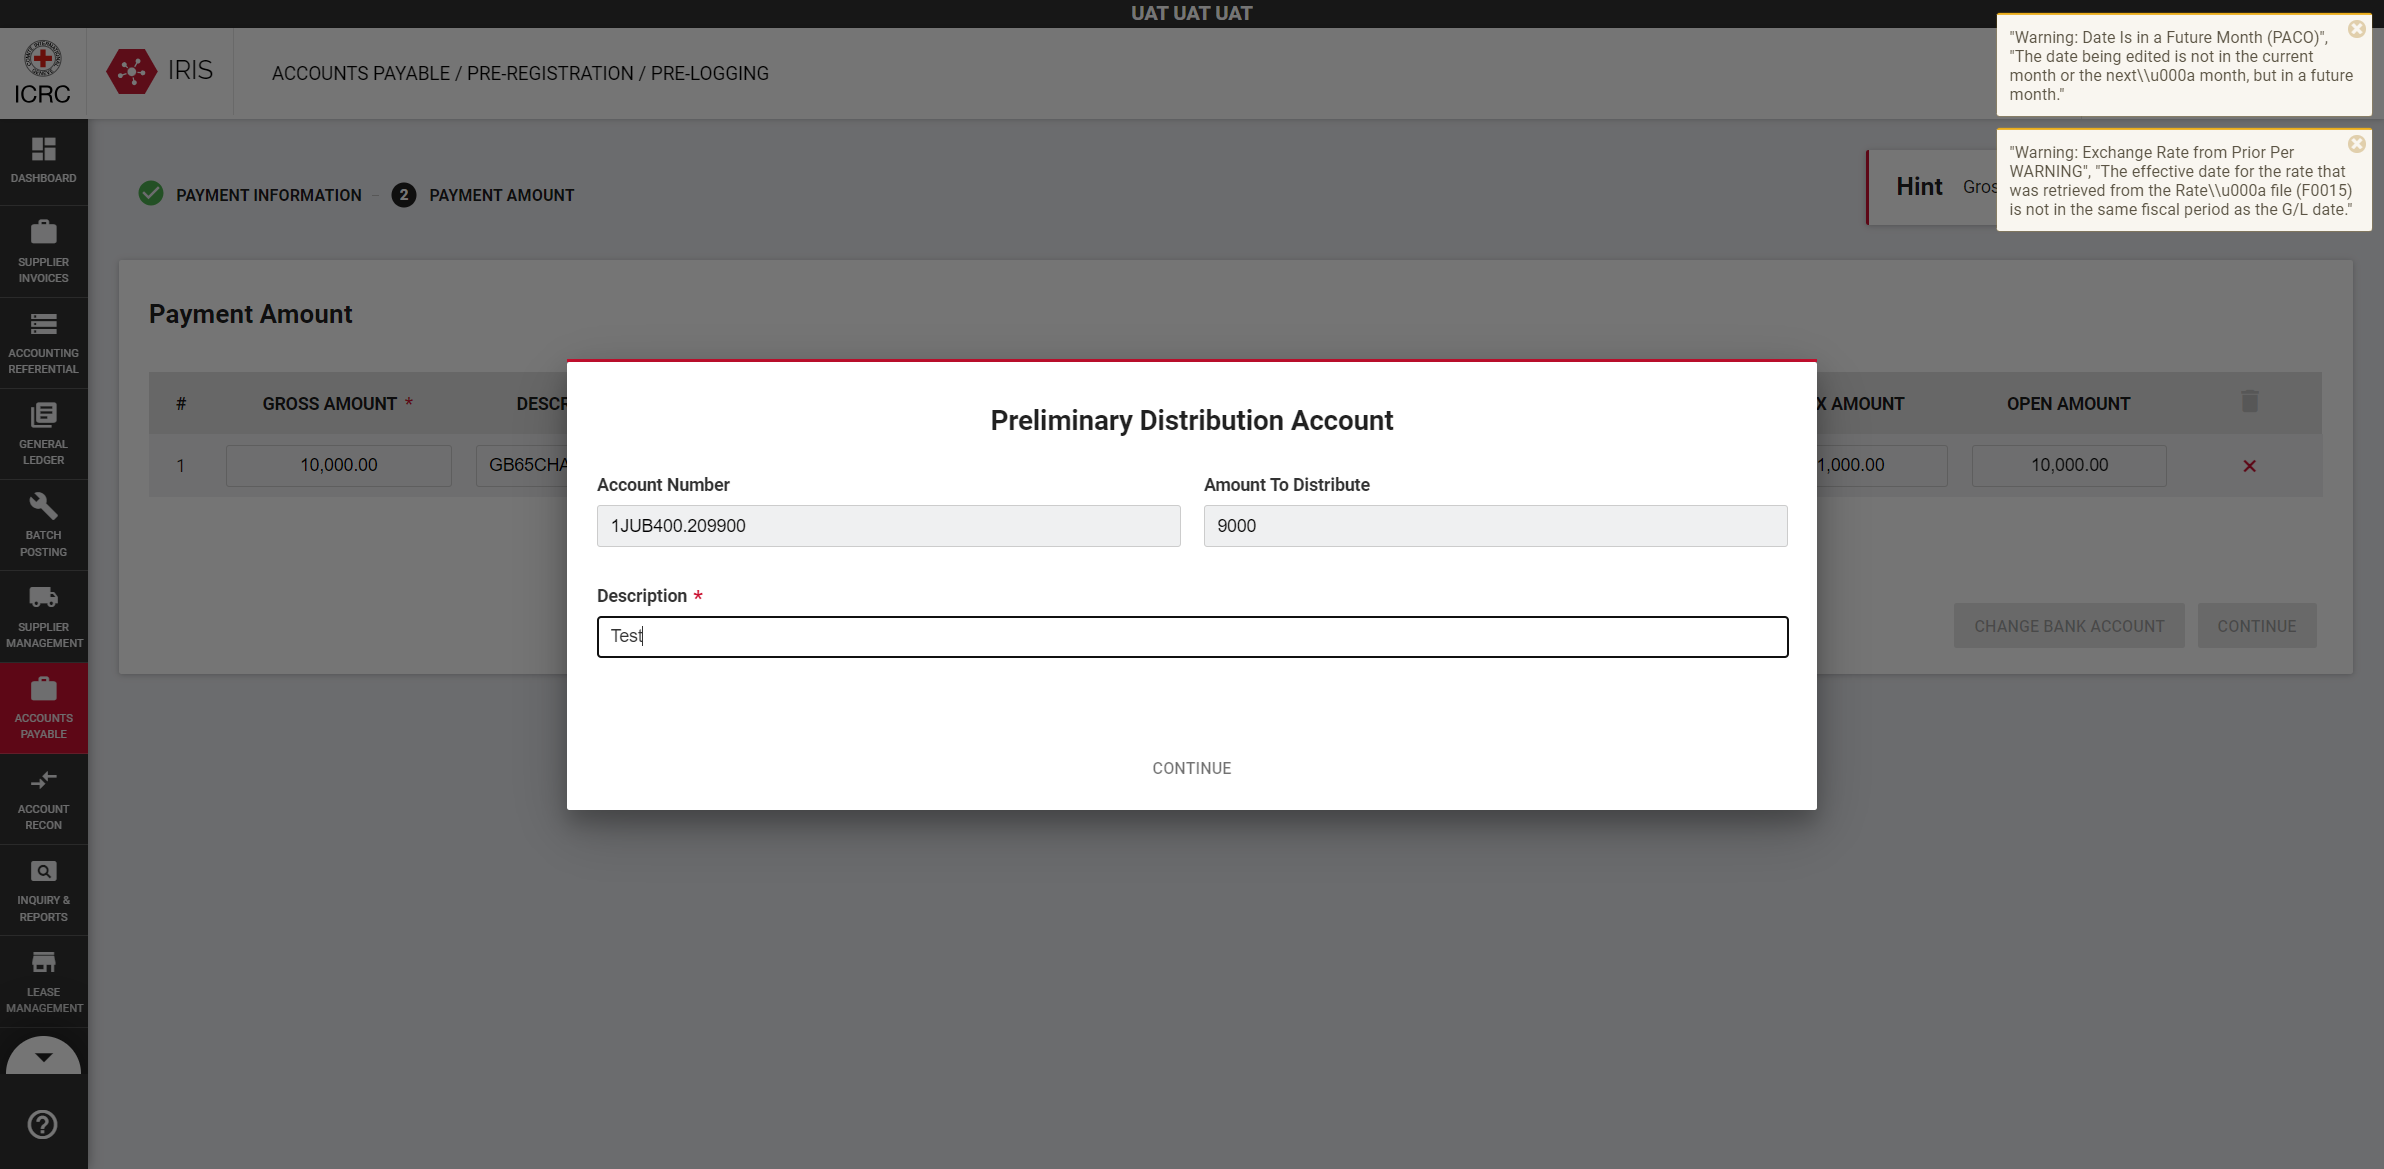 UAT UAT UAT
ICRC
IRIS
ACCOUNTS PAYABLE / PRE-REGISTRATION / PRE-LOGGING
"Warning: Date Is in a Future Month (PACO)",
"The date being edited is not in the current
month or the next\\u000a month, but in a future
month."
"Warning: Exchange Rate from Prior Per
WARNING", "The effective date for the rate that
was retrieved from the Rate\\u000a file (F0015)
is not in the same fiscal period as the G/L date."
DASHBOARD
SUPPLIER
INVOICES
ACCOUNTING
REFERENTIAL
GENERAL
LEDGER
BATCH
POSTING
SUPPLIER
MANAGEMENT
ACCOUNTS
PAYABLE
ACCOUNT
RECON
INQUIRY &
REPORTS
LEASE
MANAGEMENT
PAYMENT INFORMATION - 2 PAYMENT AMOUNT
Hint Gros
Payment Amount
# GROSS AMOUNT * DESCR X AMOUNT OPEN AMOUNT
1 10,000.00 GB65CHA 1,000.00 10,000.00
CHANGE BANK ACCOUNT CONTINUE
Preliminary Distribution Account
Account Number Amount To Distribute
1JUB400.209900 9000
Description *
Test
CONTINUE